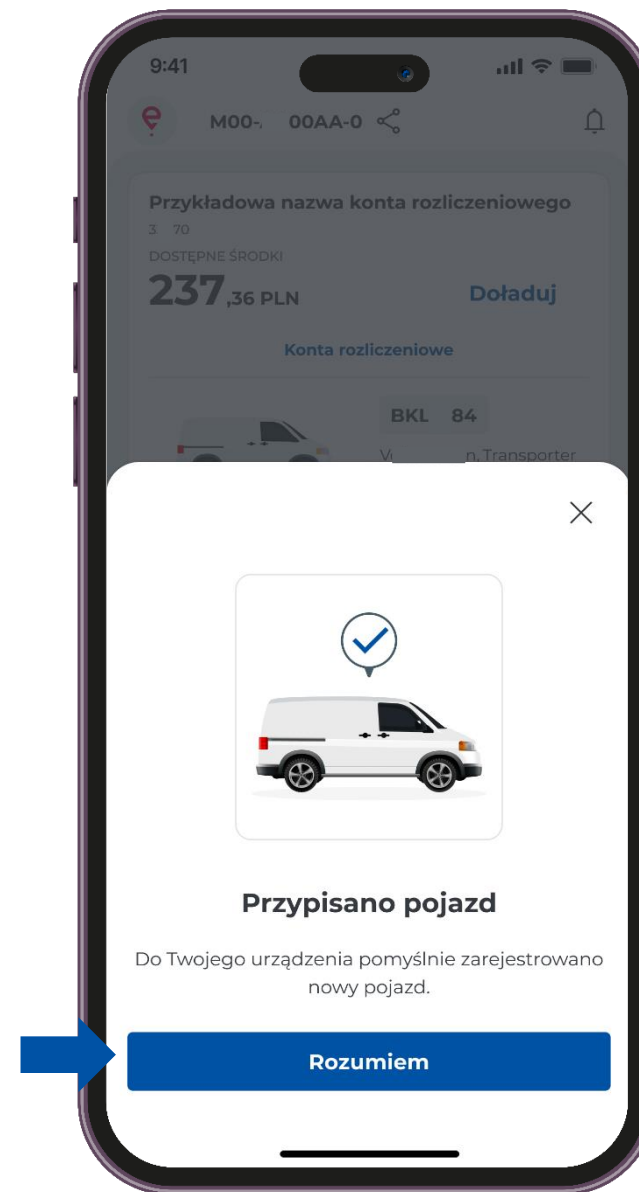 9:41
M00- 00AA-0
Przykładowa nazwa konta rozliczeniowego
3 70
DOSTĘPNE ŚRODKI
237,36 PLN
Doładuj
Konta rozliczeniowe
BKL 84
n, Transporter
Przypisano pojazd
Do Twojego urządzenia pomyślnie zarejestrowano
nowy pojazd.
Rozumiem